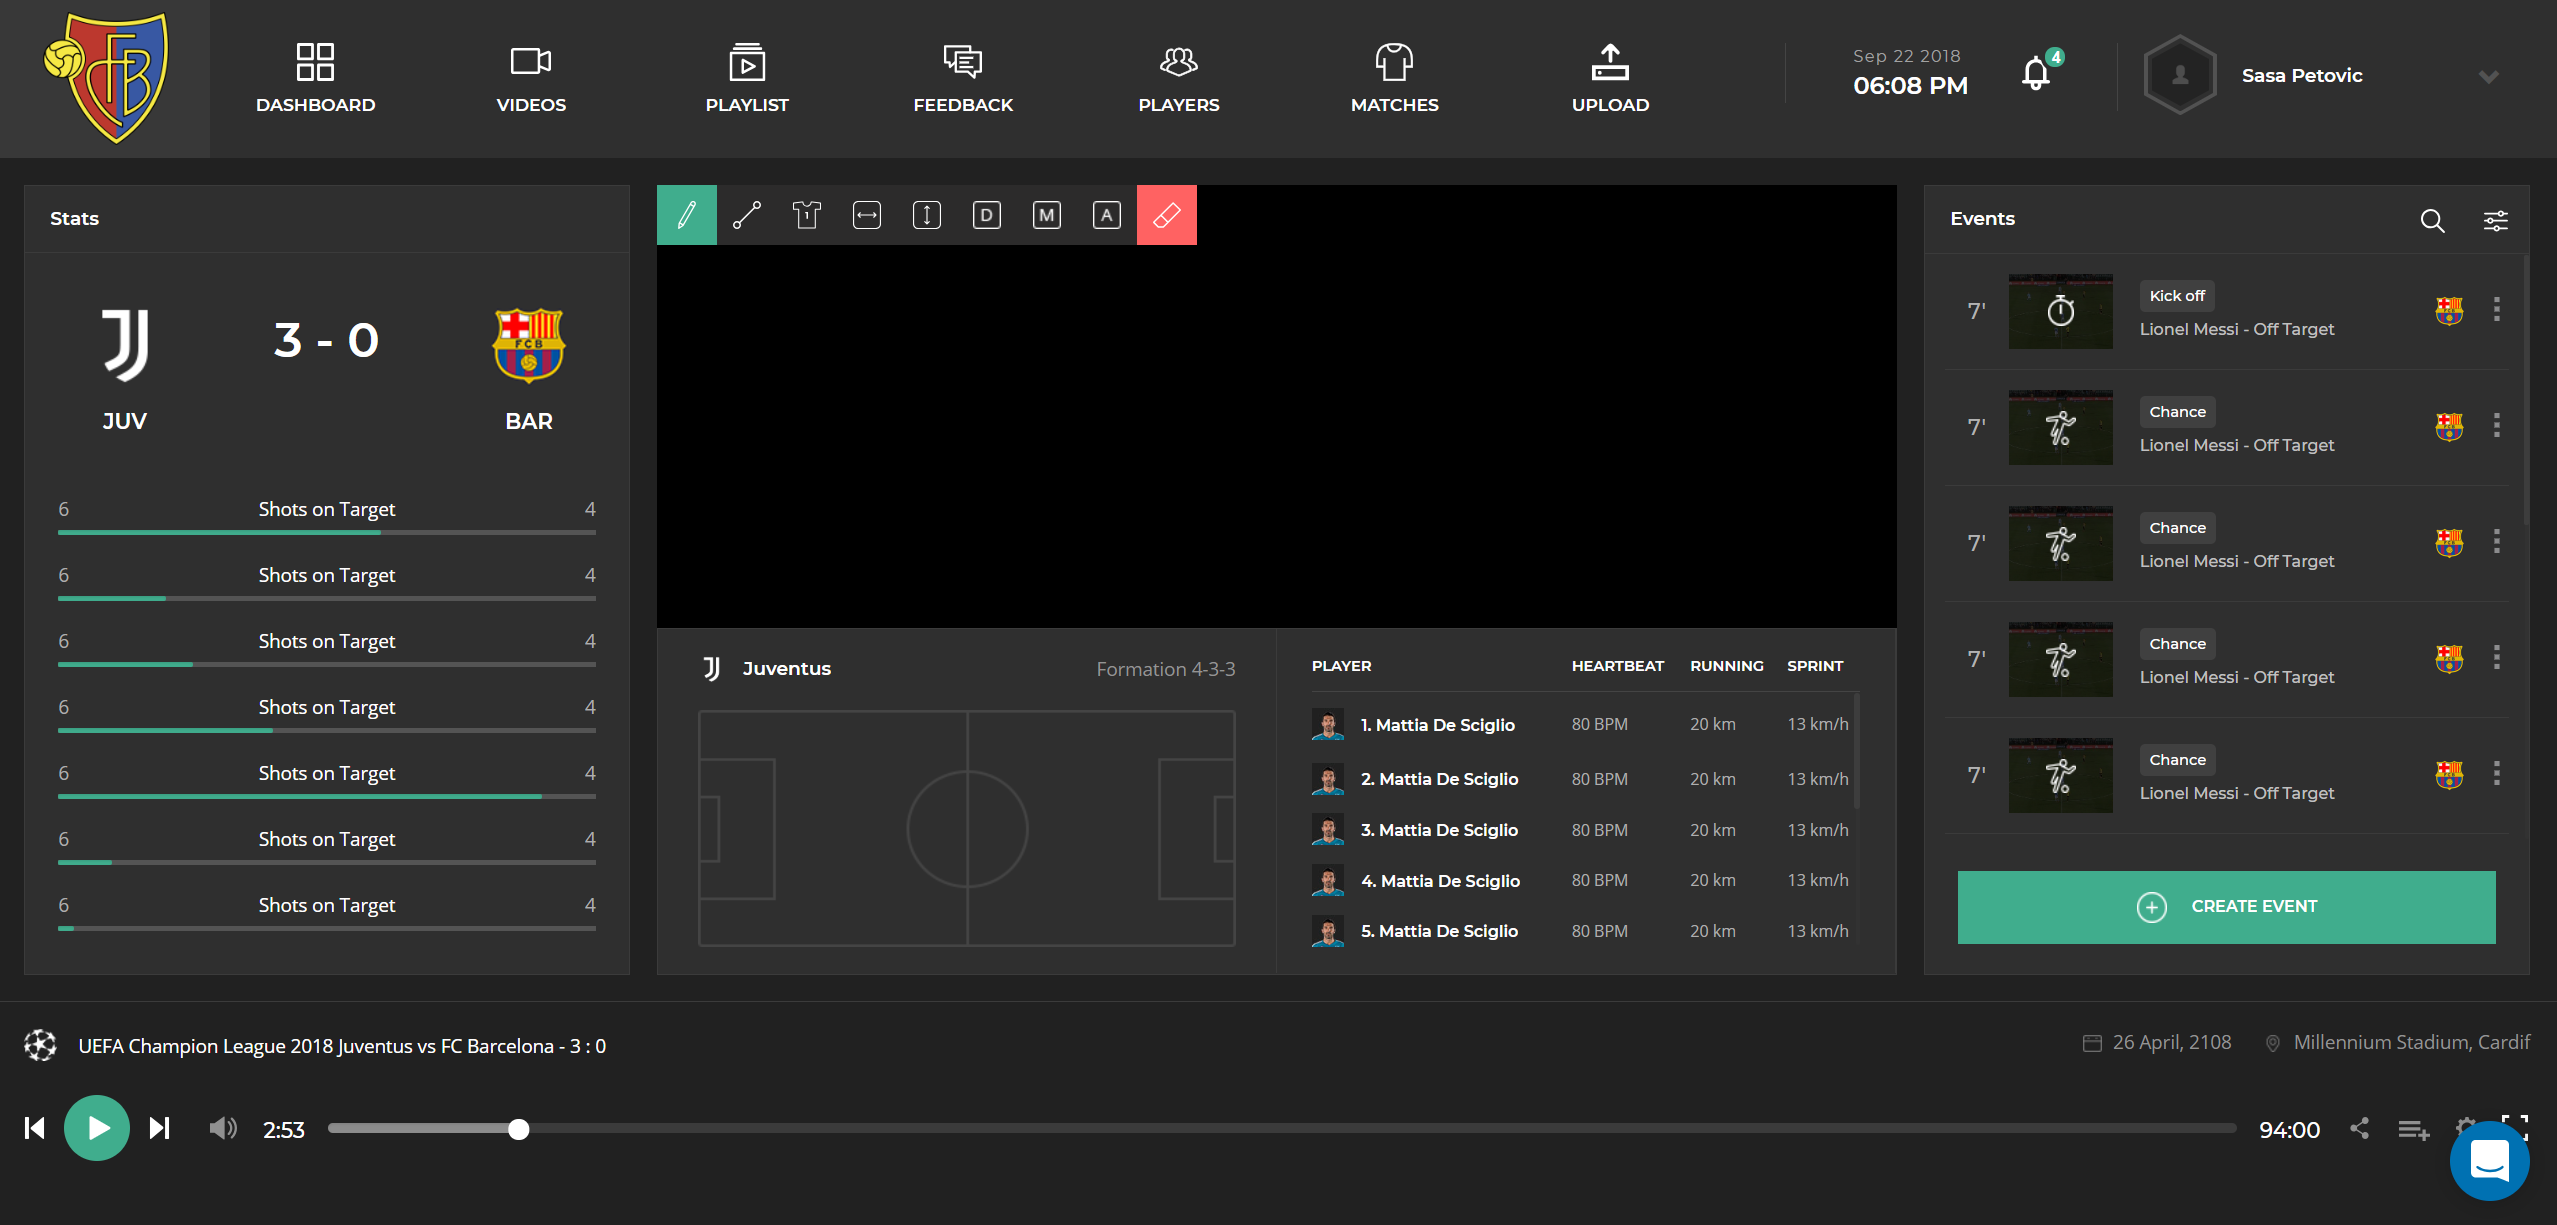 DASHBOARD
VIDEOS
PLAYLIST
FEEDBACK
PLAYERS
MATCHES
UPLOAD
Sep 22 2018
06:08 PM
4
Sasa Petovic
FCB
Stats
3 - 0
FCB
JUV
BAR
6 Shots on Target 4
6 Shots on Target 4
6 Shots on Target 4
6 Shots on Target 4
6 Shots on Target 4
6 Shots on Target 4
6 Shots on Target 4
1
D
M
A
Juventus
Formation 4-3-3
PLAYER HEARTBEAT RUNNING SPRINT
1. Mattia De Sciglio 80 BPM 20 km 13 km/h
2. Mattia De Sciglio 80 BPM 20 km 13 km/h
3. Mattia De Sciglio 80 BPM 20 km 13 km/h
4. Mattia De Sciglio 80 BPM 20 km 13 km/h
5. Mattia De Sciglio 80 BPM 20 km 13 km/h
Events
7'
Kick off
Lionel Messi - Off Target
7'
Chance
Lionel Messi - Off Target
7'
Chance
Lionel Messi - Off Target
7'
Chance
Lionel Messi - Off Target
7'
Chance
Lionel Messi - Off Target
CREATE EVENT
UEFA Champion League 2018 Juventus vs FC Barcelona - 3 : 0
26 April, 2108
Millennium Stadium, Cardif
2:53
94:00